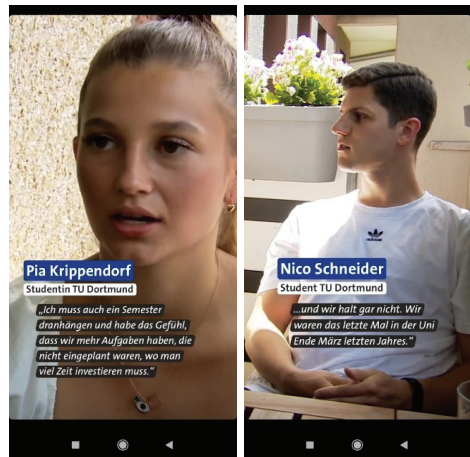 Pia Krippendorf
Studentin TU Dortmund
„Ich muss auch ein Semester
dranhängen und habe das Gefühl,
dass wir mehr Aufgaben haben, die
nicht eingeplant waren, wo man
viel Zeit investieren muss.“
adidas
Nico Schneider
Student TU Dortmund
...und wir halt gar nicht. Wir
waren das letzte Mal in der Uni
Ende März letzten Jahres.“